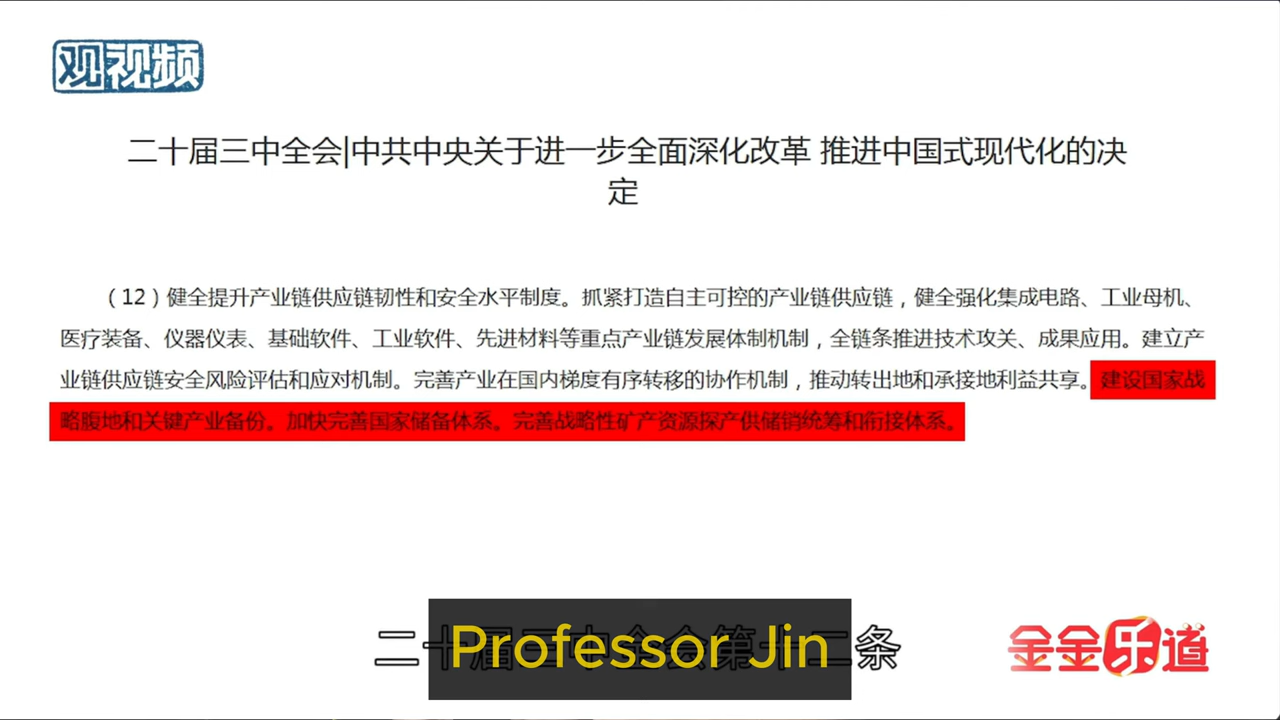 观视频
二十届三中全会|中共中央关于进一步全面深化改革 推进中国式现代化的决
定
（12）健全提升产业链供应链韧性和安全水平制度。抓紧打造自主可控的产业链供应链，健全强化集成电路、工业母机、
医疗装备、仪器仪表、基础软件、工业软件、先进材料等重点产业链发展体制机制，全链条推进技术攻关、成果应用。建立产
业链供应链安全风险评估和应对机制。完善产业在国内梯度有序转移的协作机制，推动转出地和承接地利益共享。建设国家战
略腹地和关键产业备份。加快完善国家储备体系。完善战略性矿产资源探产供储销统筹和衔接体系。
二十届三中全会第十二条
Professor Jin
金金乐道